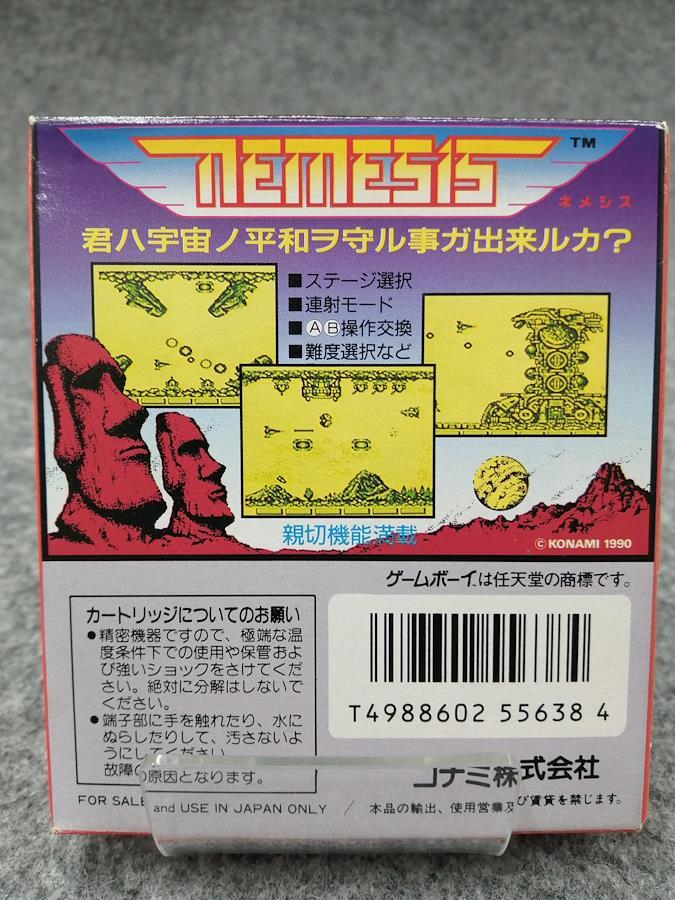 NEMESIS TM
ネメシス
君ハ宇宙ノ平和ヲ守ル事ガ出来ルカ?
■ステージ選択
■連射モード
■ⒶⒷ操作交換
■難度選択など
親切機能満載
©KONAMI 1990
ゲームボーイは任天堂の商標です。
カートリッジについてのお願い
●精密機器ですので、極端な温
度条件下での使用や保管およ
び強いショックをさけてくだ
さい。絶対に分解はしないで
ください。
●端子部に手を触れたり、水に
ぬらしたりして、汚さないよ
うにしてください。
故障の原因となります。
T4988602 55638 4
コナミ株式会社
FOR SALE and USE IN JAPAN ONLY / 本品の輸出、使用営業及び賃貸を禁じます。